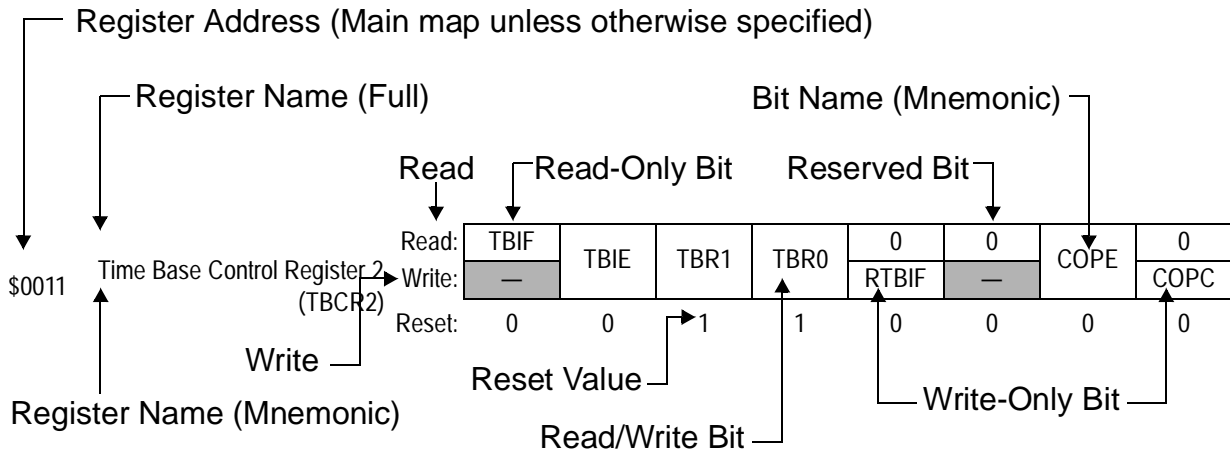 Register Address (Main map unless otherwise specified)
Register Name (Full)
Bit Name (Mnemonic)
Read
Read-Only Bit
Reserved Bit
Read: TBIF TBIE TBR1 TBR0 0 0 COPE 0
$0011 Time Base Control Register 2
(TBCR2)
Write: — RTBIF — COPC
Reset: 0 0 1 1 0 0 0 0
Write
Reset Value
Write-Only Bit
Register Name (Mnemonic)
Read/Write Bit